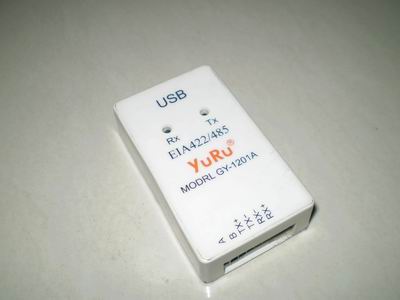 USB
Rx Tx
EIA422/485
YuRu®
MODRL GY-1201A
A
B
TX+
TX-
RX-
RX+